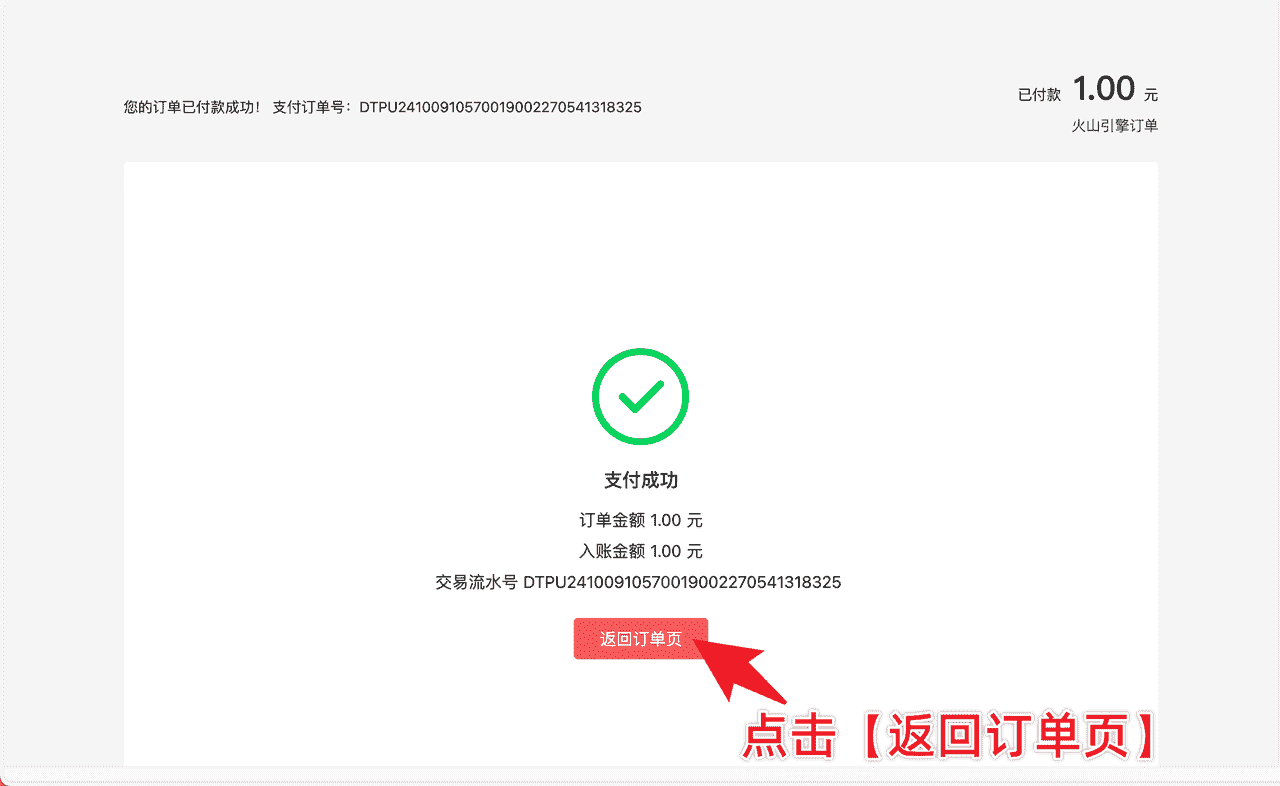 您的订单已付款成功！ 支付订单号：DTPU2410091057001900227054131​8325
已付款 1.00 元
火山引擎订单
支付成功
订单金额 1.00 元
入账金额 1.00 元
交易流水号 DTPU24100910570019002270541318325
返回订单页
点击【返回订单页】